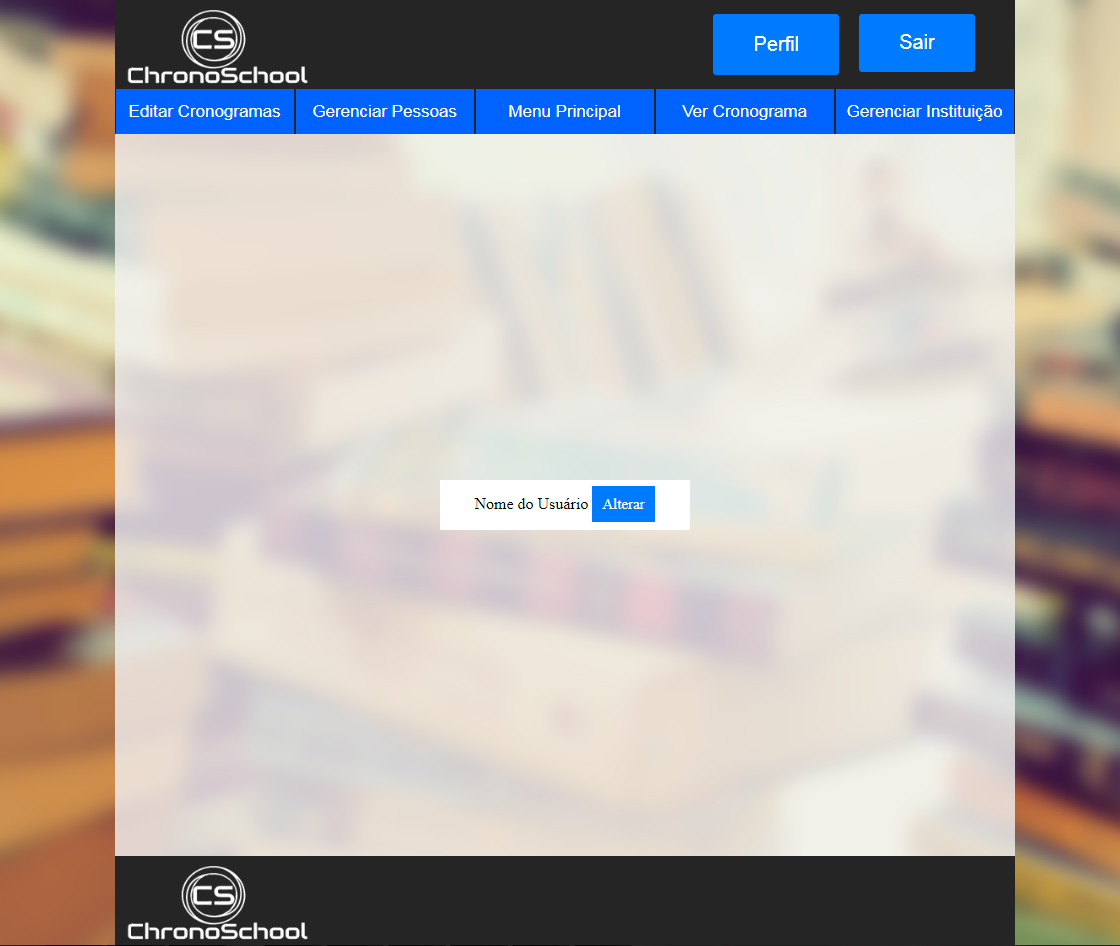 CS
ChronoSchool
Perfil
Sair
Editar Cronogramas
Gerenciar Pessoas
Menu Principal
Ver Cronograma
Gerenciar Instituição
Nome do Usuário Alterar
CS
ChronoSchool